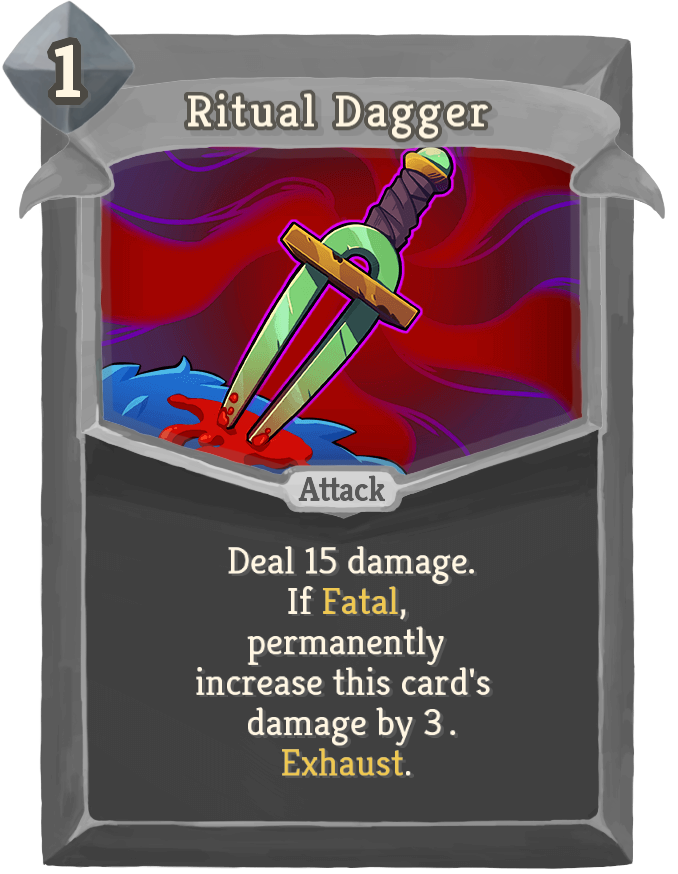 1
Ritual Dagger
Attack
Deal 15 damage.
If Fatal,
permanently
increase this card's
damage by 3.
Exhaust.